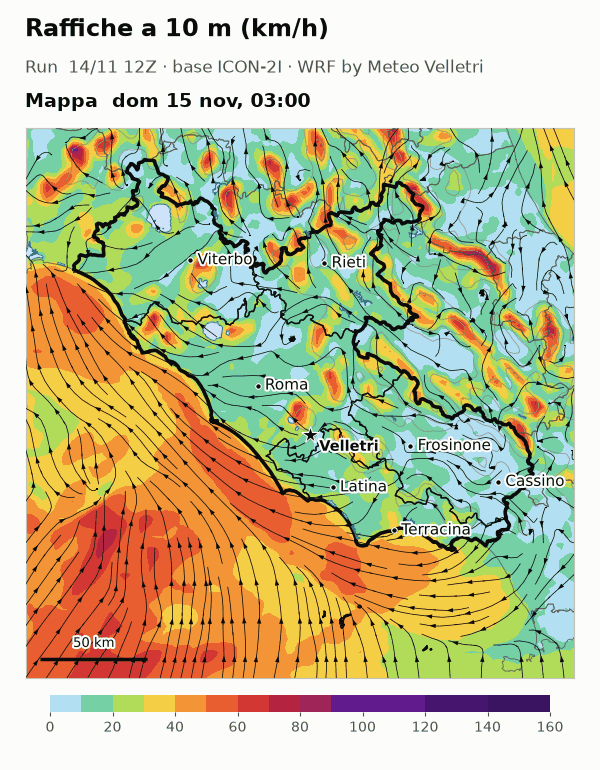 Raffiche a 10 m (km/h)
Run  14/11 12Z · base ICON-2I · WRF by Meteo Velletri
Mappa  dom 15 nov, 03:00
Viterbo
Rieti
Roma
Velletri
Frosinone
Latina
Cassino
Terracina
50 km
0 20 40 60 80 100 120 140 160